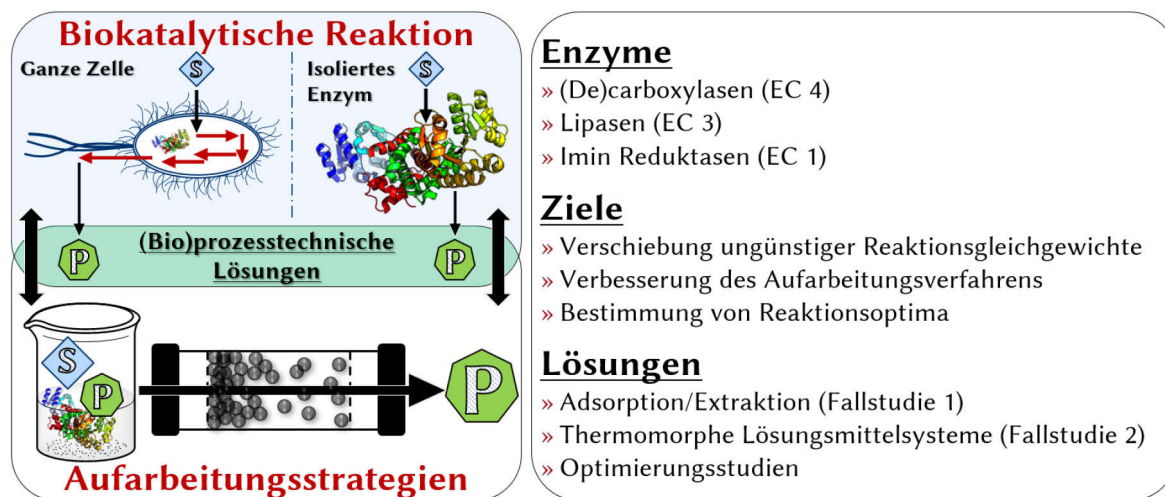 Biokatalytische Reaktion
Ganze Zelle
S
Isoliertes
Enzym
S
(Bio)prozesstechnische
Lösungen
P
P
S
P
P
Aufarbeitungsstrategien
Enzyme
» (De)carboxylasen (EC 4)
» Lipasen (EC 3)
» Imin Reduktasen (EC 1)
Ziele
» Verschiebung ungünstiger Reaktionsgleichgewichte
» Verbesserung des Aufarbeitungsverfahrens
» Bestimmung von Reaktionsoptima
Lösungen
» Adsorption/Extraktion (Fallstudie 1)
» Thermomorphe Lösungsmittelsysteme (Fallstudie 2)
» Optimierungsstudien